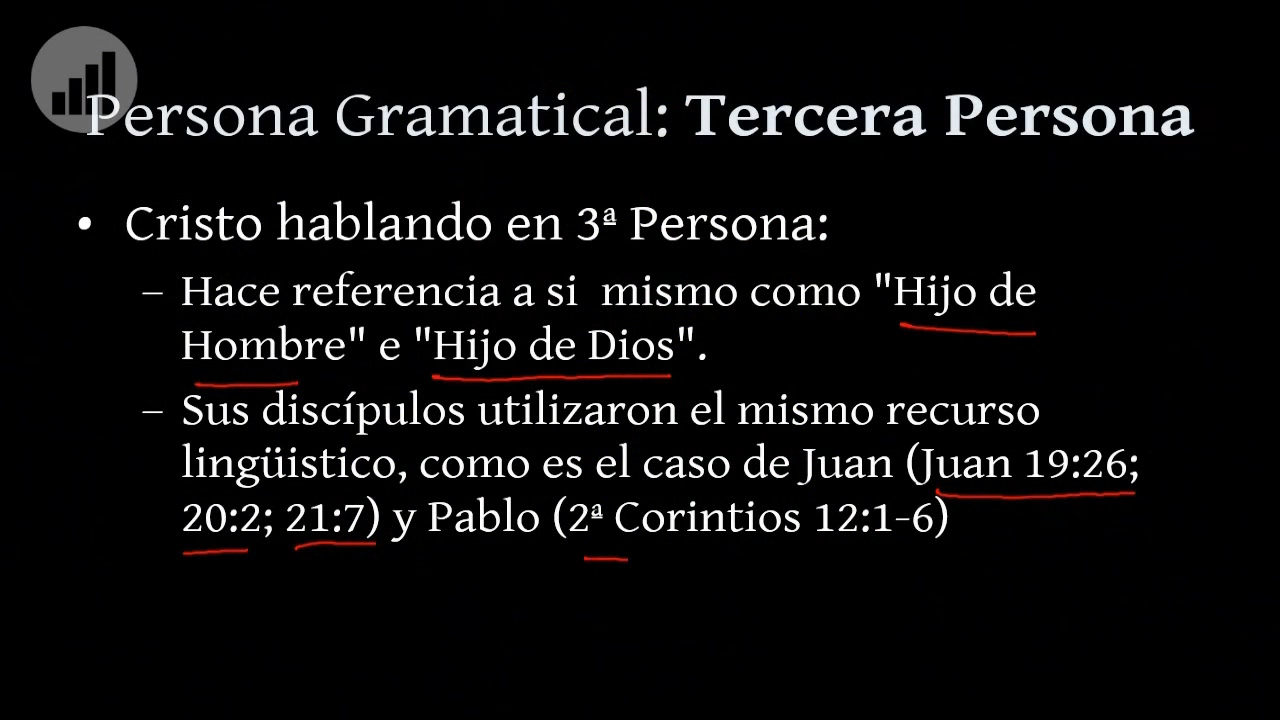 Persona Gramatical: Tercera Persona
• Cristo hablando en 3ª Persona:
– Hace referencia a si  mismo como "Hijo de
Hombre" e "Hijo de Dios".
– Sus discípulos utilizaron el mismo recurso
lingüistico, como es el caso de Juan (Juan 19:26;
20:2; 21:7) y Pablo (2ª Corintios 12:1-6)